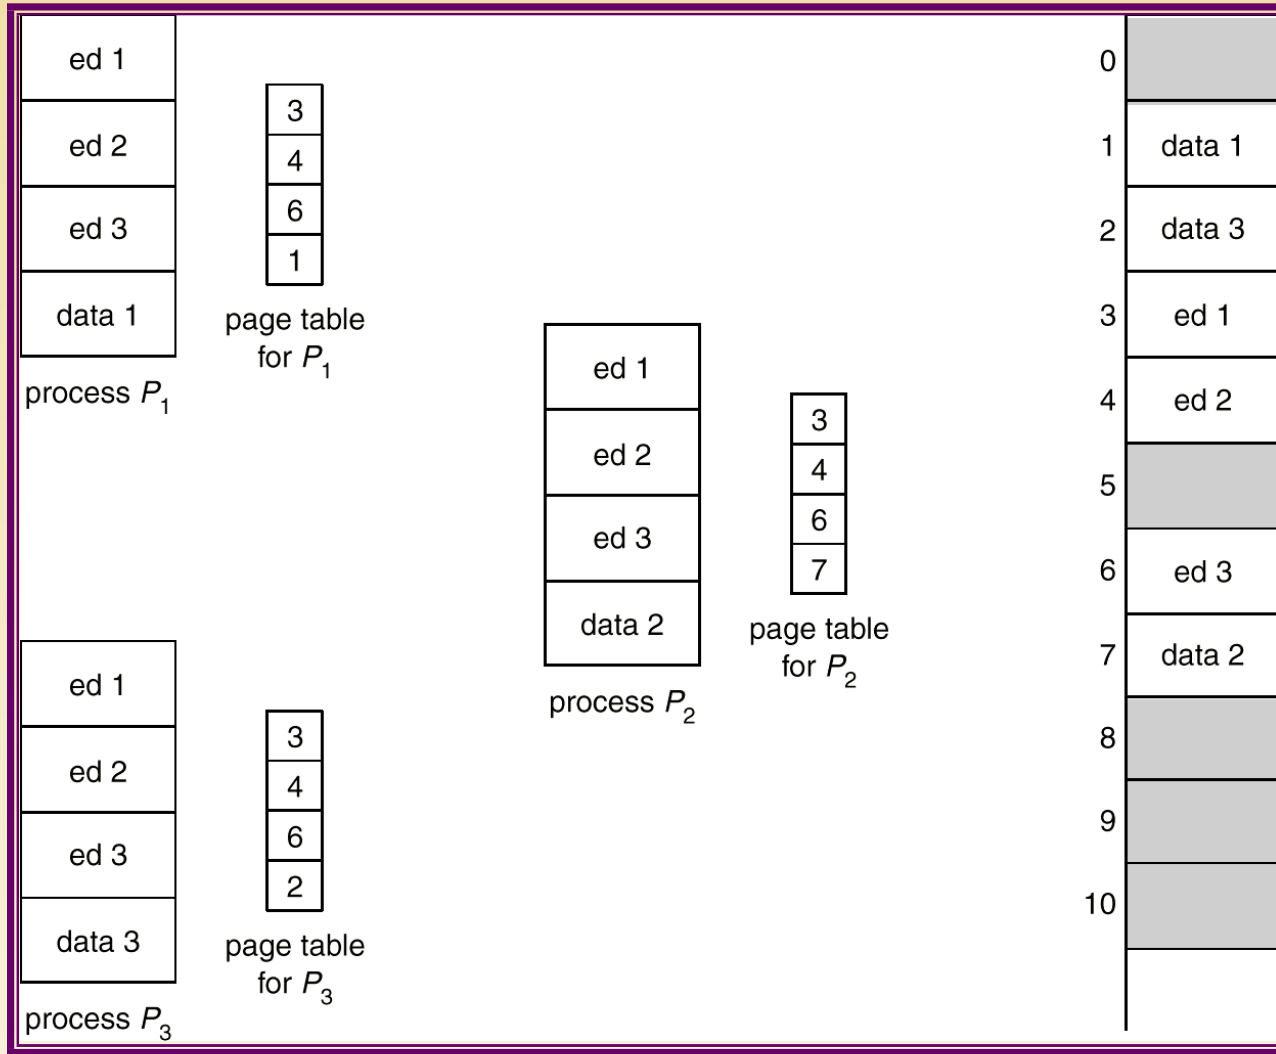 ed 1
ed 2
ed 3
data 1
process P1
3
4
6
1
page table
for P1
ed 1
ed 2
ed 3
data 2
process P2
3
4
6
7
page table
for P2
ed 1
ed 2
ed 3
data 3
process P3
3
4
6
2
page table
for P3
0
1 data 1
2 data 3
3 ed 1
4 ed 2
5
6 ed 3
7 data 2
8
9
10